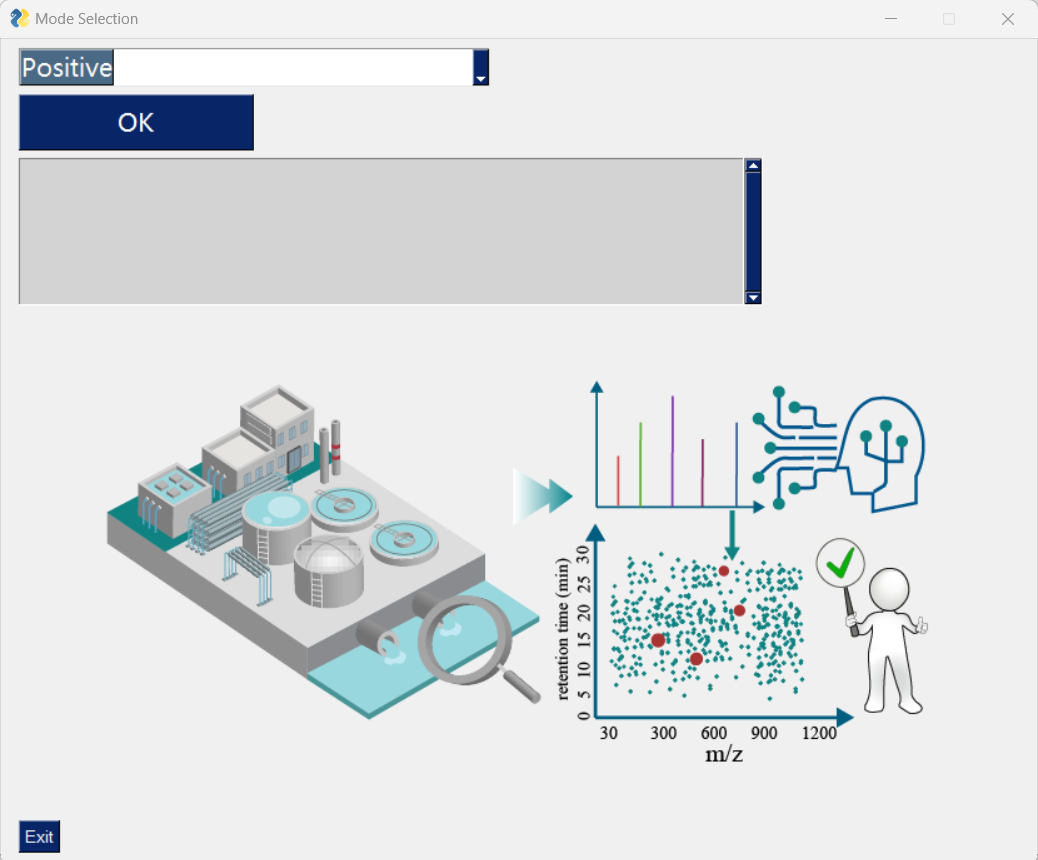 Mode Selection
Positive
OK
retention time (min)
30
25
20
15
10
5
0
30 300 600 900 1200
m/z
Exit